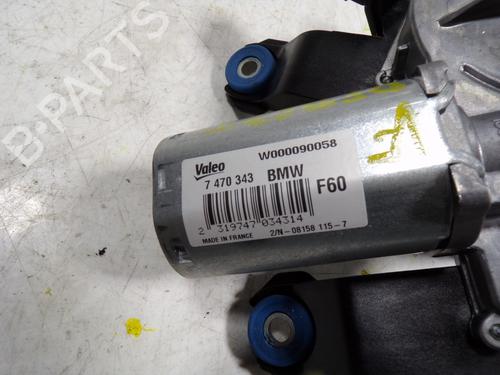 B-Parts
Valeo
W000090058
7 470 343 BMW
F60
2 319747 034314
MADE IN FRANCE 2/N-08158 115-7